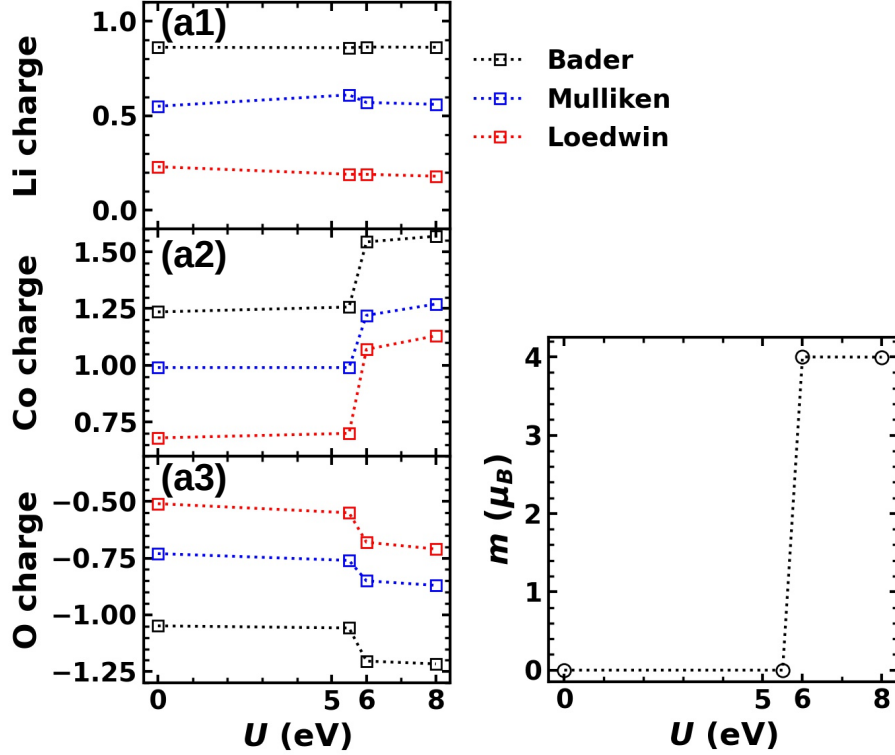 (a1)
1.0
0.5
0.0
Li charge
Bader
Mulliken
Loedwin
(a2)
1.50
1.25
1.00
0.75
Co charge
(a3)
−0.50
−0.75
−1.00
−1.25
O charge
0 5 6 8
U (eV)
4
3
2
1
0
m (μB)
0 5 6 8
U (eV)